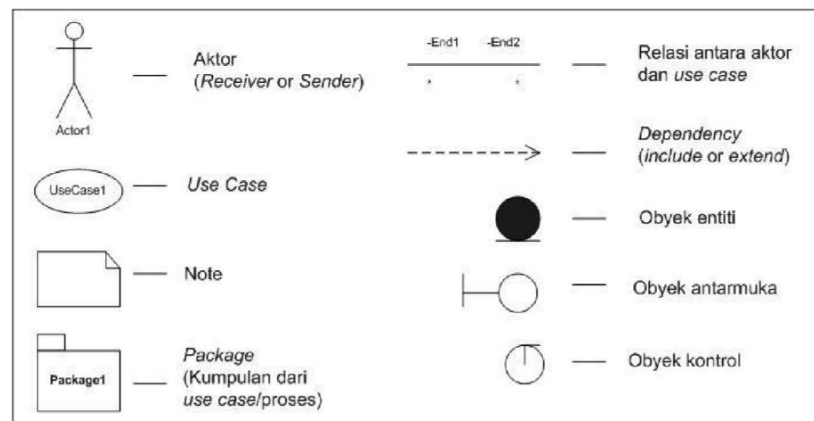 Actor1
Aktor
(Receiver or Sender)
UseCase1
Use Case
Note
Package1
Package
(Kumpulan dari
use case/proses)
-End1 -End2
* *
Relasi antara aktor
dan use case
Dependency
(include or extend)
Obyek entiti
Obyek antarmuka
Obyek kontrol